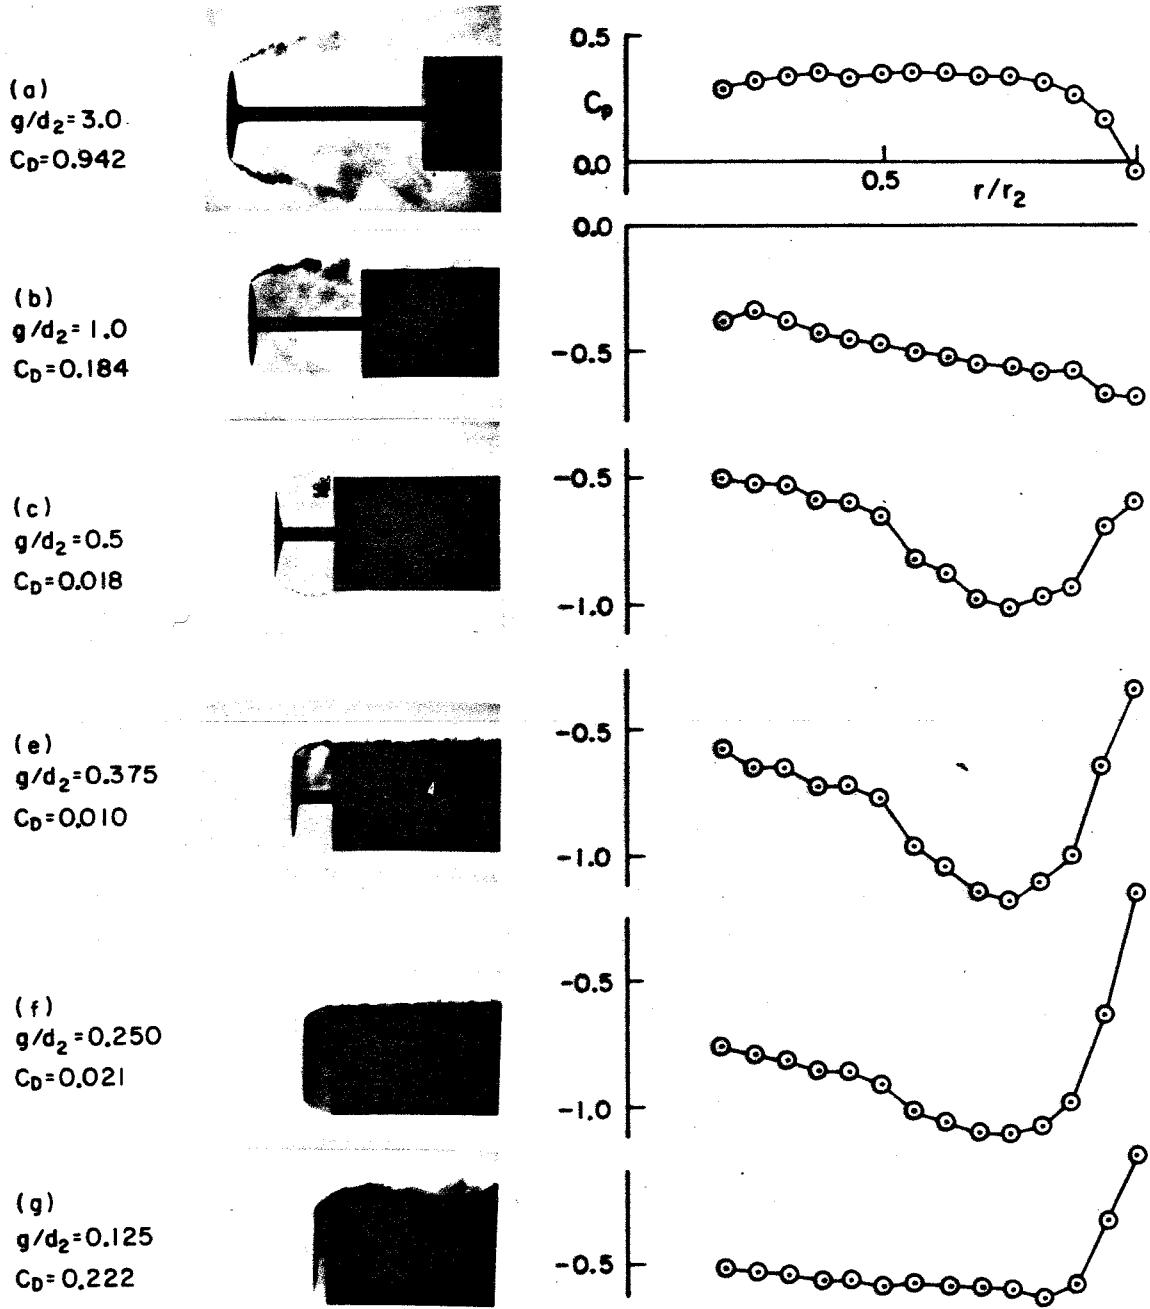 (a)
g/d2=3.0
CD=0.942
0.5
Cp
0.0
0.5
r/r2
(b)
g/d2=1.0
CD=0.184
0.0
-0.5
(c)
g/d2=0.5
CD=0.018
-0.5
-1.0
(e)
g/d2=0.375
CD=0.010
-0.5
-1.0
(f)
g/d2=0.250
CD=0.021
-0.5
-1.0
(g)
g/d2=0.125
CD=0.222
-0.5